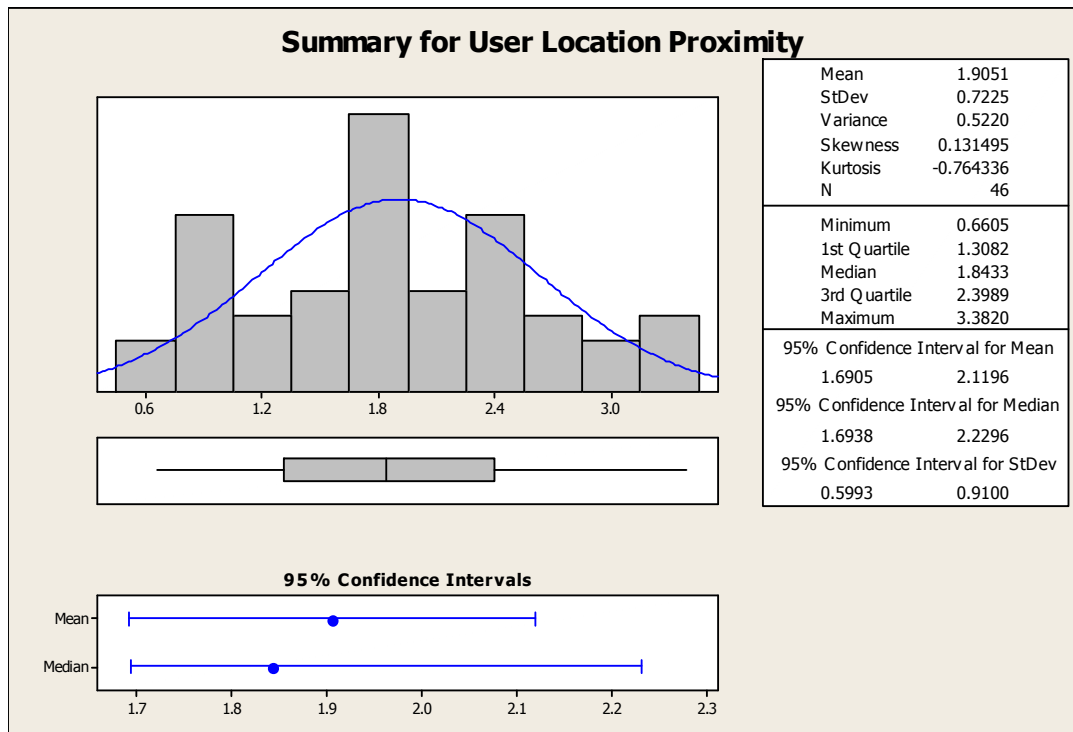 Summary for User Location Proximity
0.6 1.2 1.8 2.4 3.0
Mean 1.9051
StDev 0.7225
Variance 0.5220
Skewness 0.131495
Kurtosis -0.764336
N 46
Minimum 0.6605
1st Quartile 1.3082
Median 1.8433
3rd Quartile 2.3989
Maximum 3.3820
95% Confidence Interval for Mean
1.6905 2.1196
95% Confidence Interval for Median
1.6938 2.2296
95% Confidence Interval for StDev
0.5993 0.9100
95% Confidence Intervals
Mean
Median
1.7 1.8 1.9 2.0 2.1 2.2 2.3